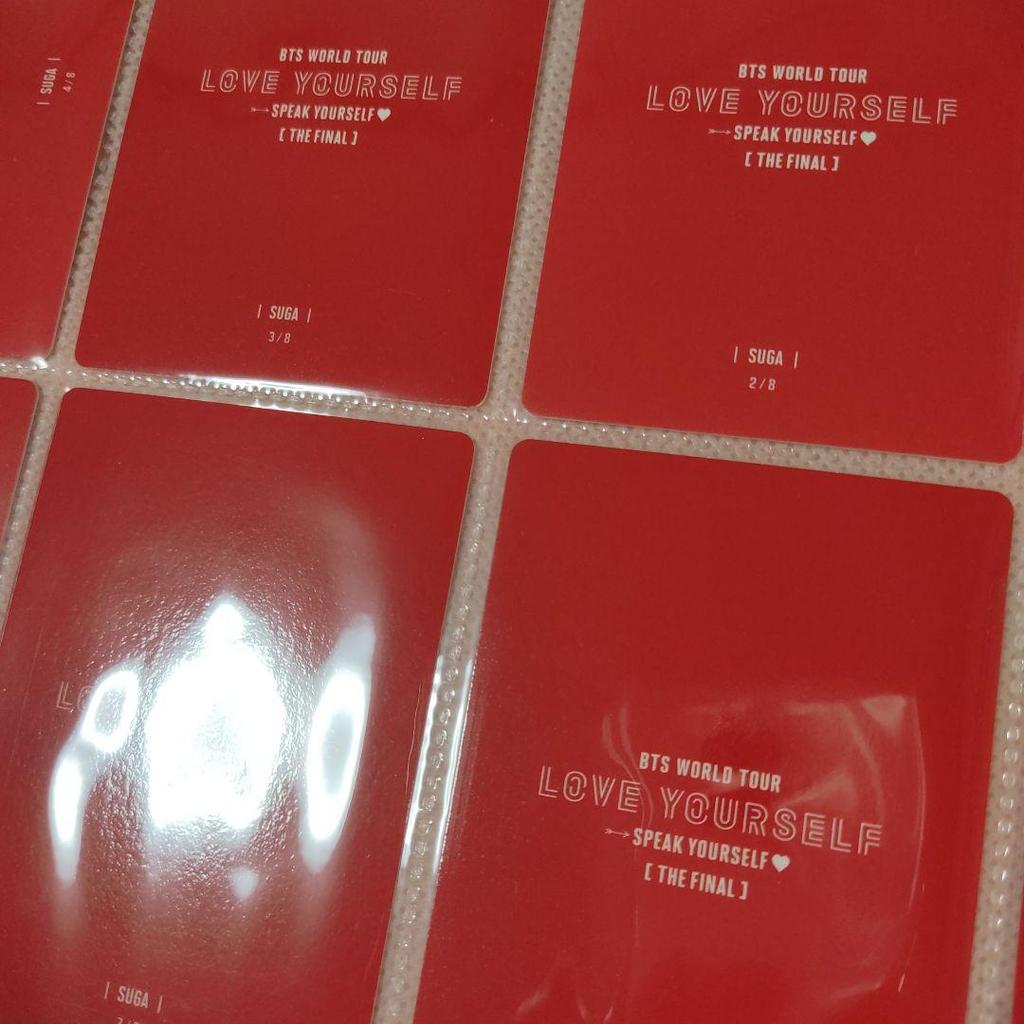 | SUGA |
4/8
BTS WORLD TOUR
LOVE YOURSELF
SPEAK YOURSELF♥
[ THE FINAL ]
| SUGA |
3/8
BTS WORLD TOUR
LOVE YOURSELF
SPEAK YOURSELF♥
[ THE FINAL ]
| SUGA |
2/8
| SUGA |
BTS WORLD TOUR
LOVE YOURSELF
SPEAK YOURSELF♥
[ THE FINAL ]